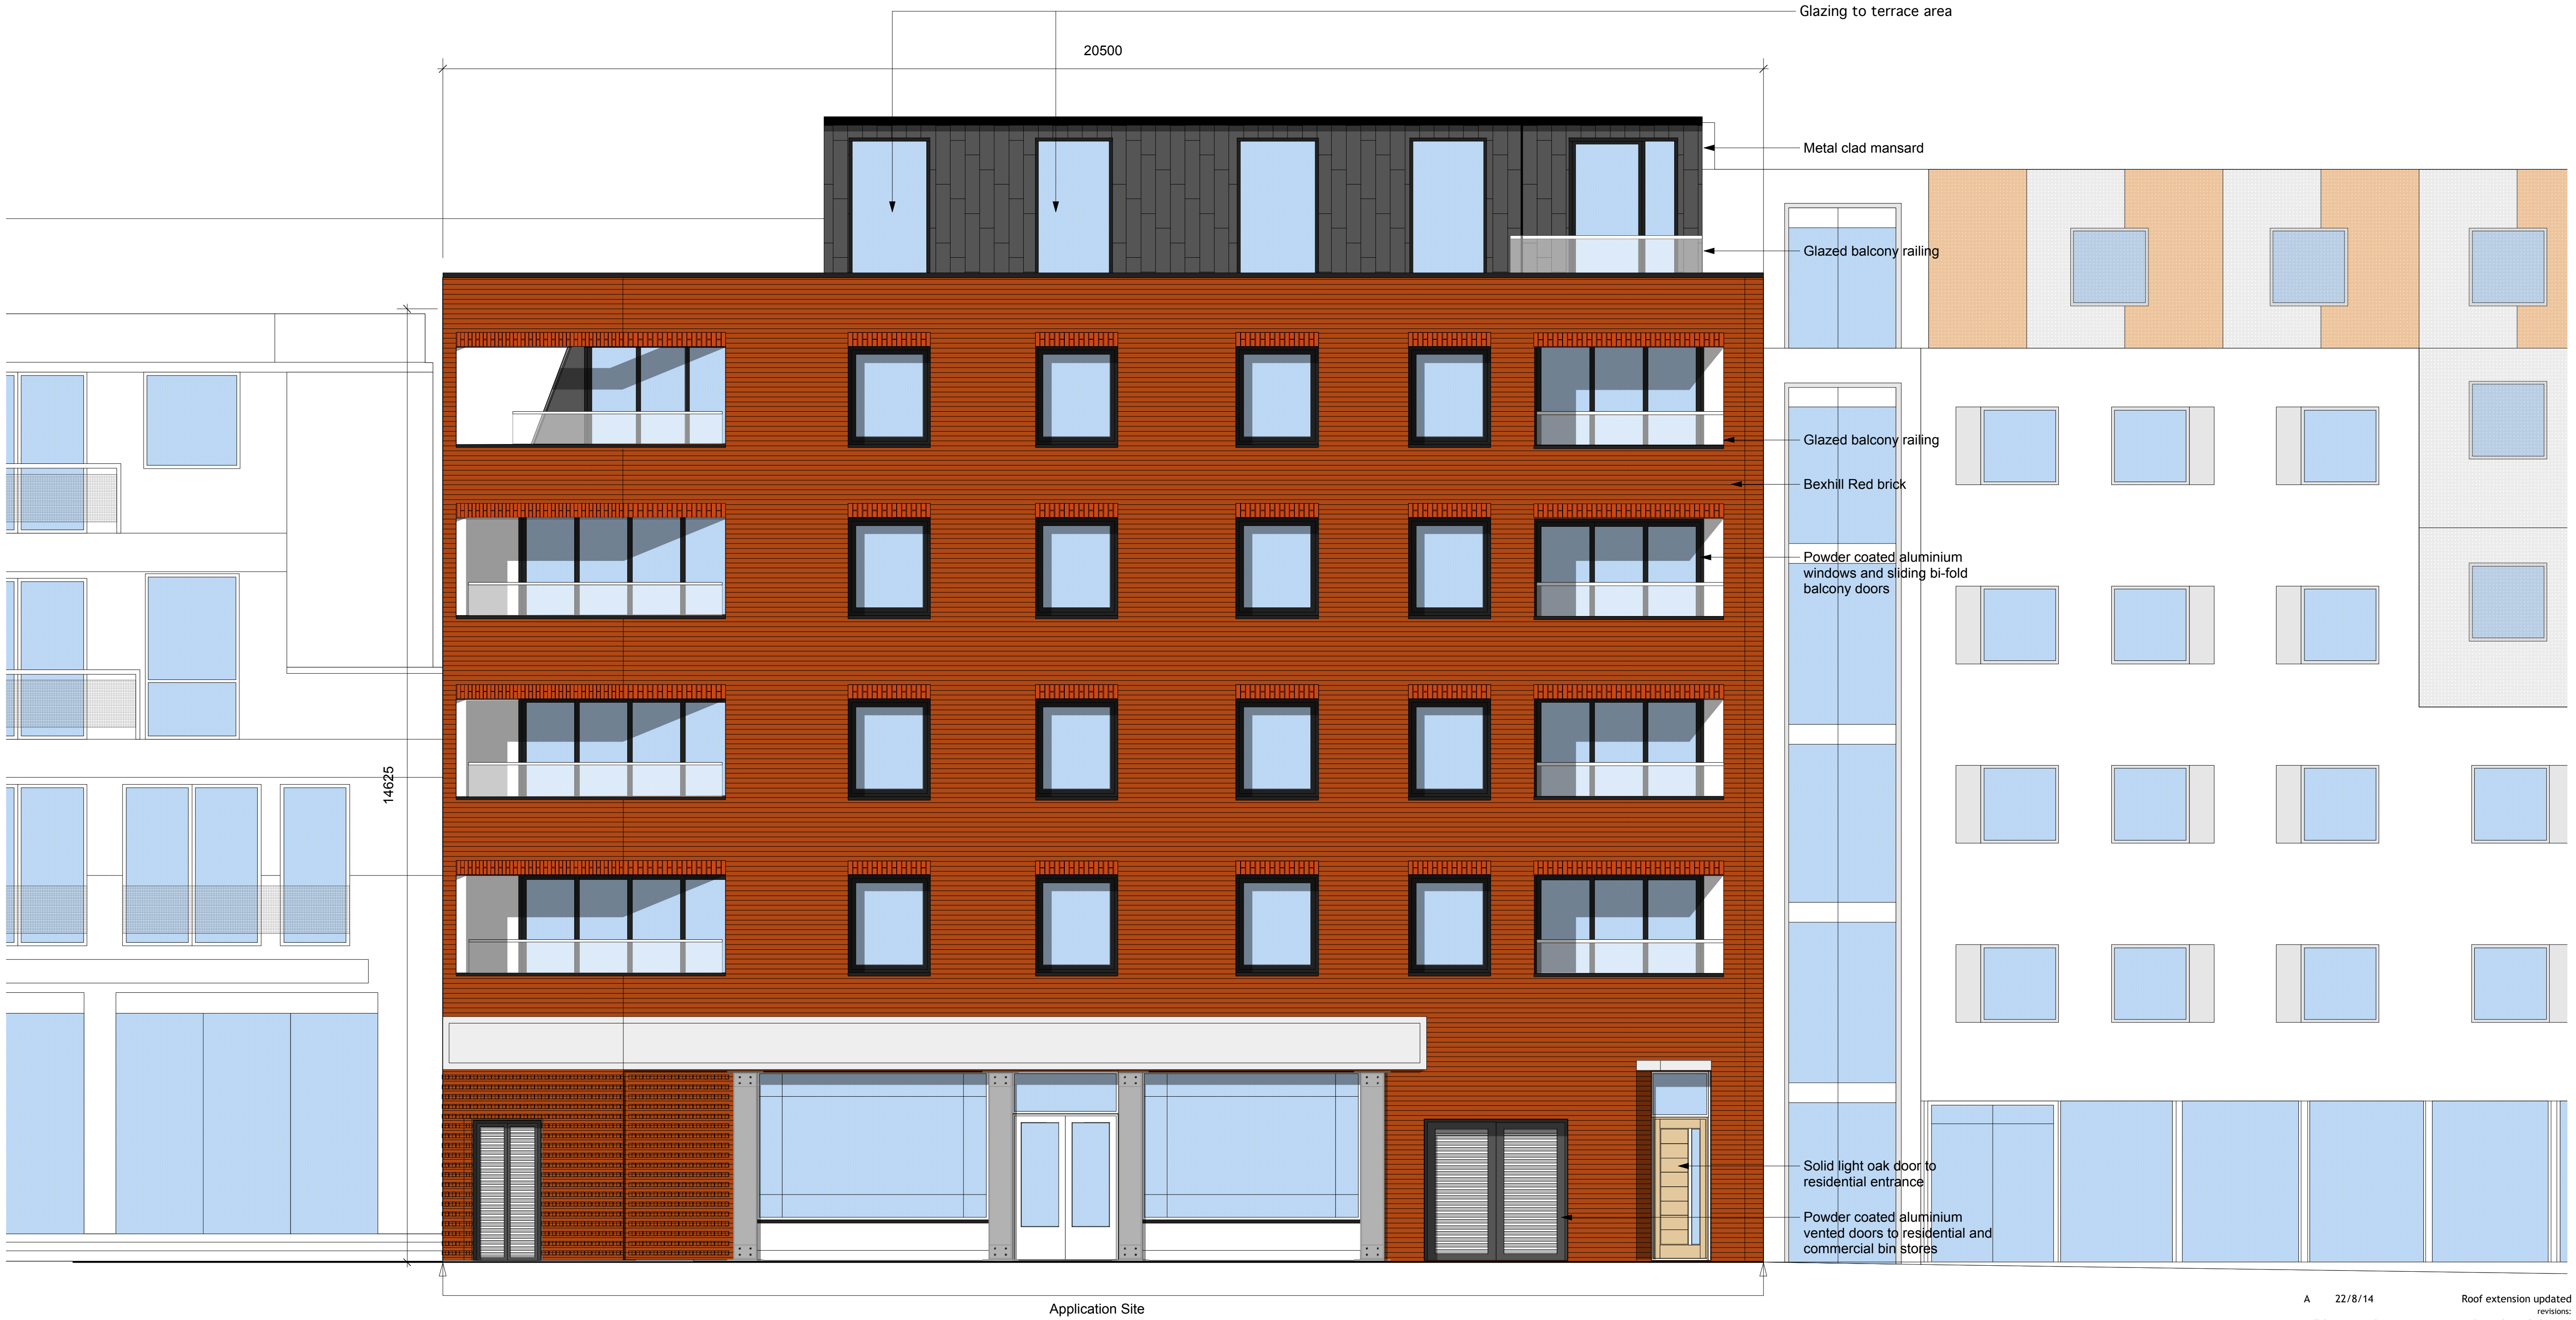 Glazing to terrace area
20500
Metal clad mansard
Glazed balcony railing
Glazed balcony railing
Bexhill Red brick
Powder coated aluminium
windows and sliding bi-fold
balcony doors
14625
Solid light oak door to
residential entrance
Powder coated aluminium
vented doors to residential and
commercial bin stores
Application Site
A 22/8/14 Roof extension updated
revisions: